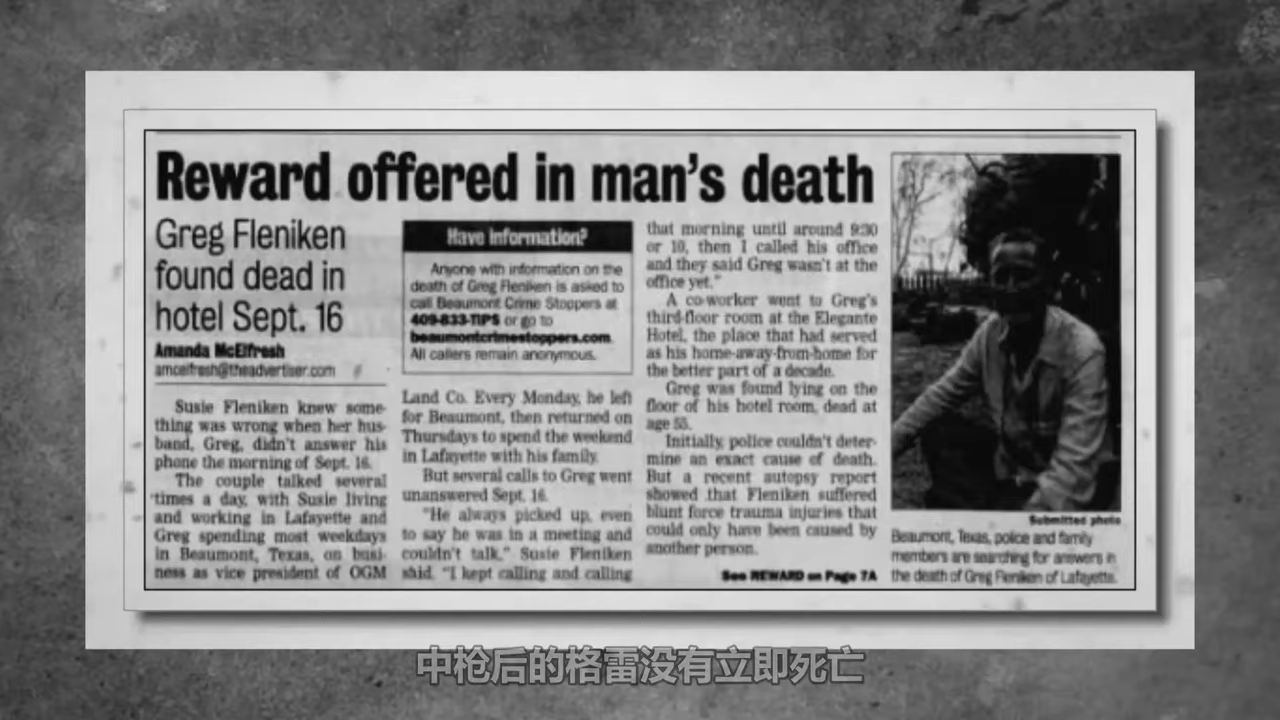 Reward offered in man's death
Greg Fleniken
found dead in
hotel Sept. 16
Amanda McElfresh
amcelfresh@theadvertiser.com
Susie Fleniken knew some-
thing was wrong when her hus-
band, Greg, didn't answer his
phone the morning of Sept. 16.
The couple talked several
times a day, with Susie living
and working in Lafayette and
Greg spending most weekdays
in Beaumont, Texas, on busi-
ness as vice president of OGM
Have information?
Anyone with information on the
death of Greg Fleniken is asked to
call Beaumont Crime Stoppers at
409-833-TIPS or go to
beaumontcrimestoppers.com.
All callers remain anonymous.
Land Co. Every Monday, he left
for Beaumont, then returned on
Thursdays to spend the weekend
in Lafayette with his family.
But several calls to Greg went
unanswered Sept. 16.
"He always picked up, even
to say he was in a meeting and
couldn't talk," Susie Fleniken
said. "I kept calling and calling
that morning until around 9:30
or 10, then I called his office
and they said Greg wasn't at the
office yet."
A co-worker went to Greg's
third-floor room at the Elegante
Hotel, the place that had served
as his home-away-from-home for
the better part of a decade.
Greg was found lying on the
floor of his hotel room, dead at
age 55.
Initially, police couldn't deter-
mine an exact cause of death.
But a recent autopsy report
showed that Fleniken suffered
blunt force trauma injuries that
could only have been caused by
another person.
See REWARD on Page 7A
Submitted photo
Beaumont, Texas, police and family
members are searching for answers in
the death of Greg Fleniken of Lafayette.
中枪后的格雷没有立即死亡